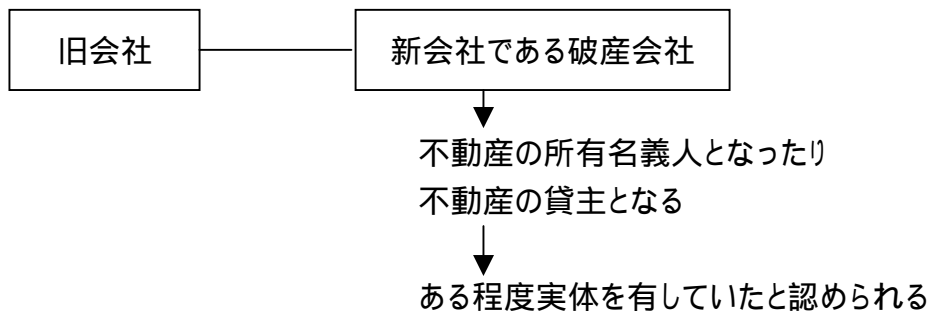 旧会社
新会社である破産会社
不動産の所有名義人となったり
不動産の貸主となる
ある程度実体を有していたと認められる